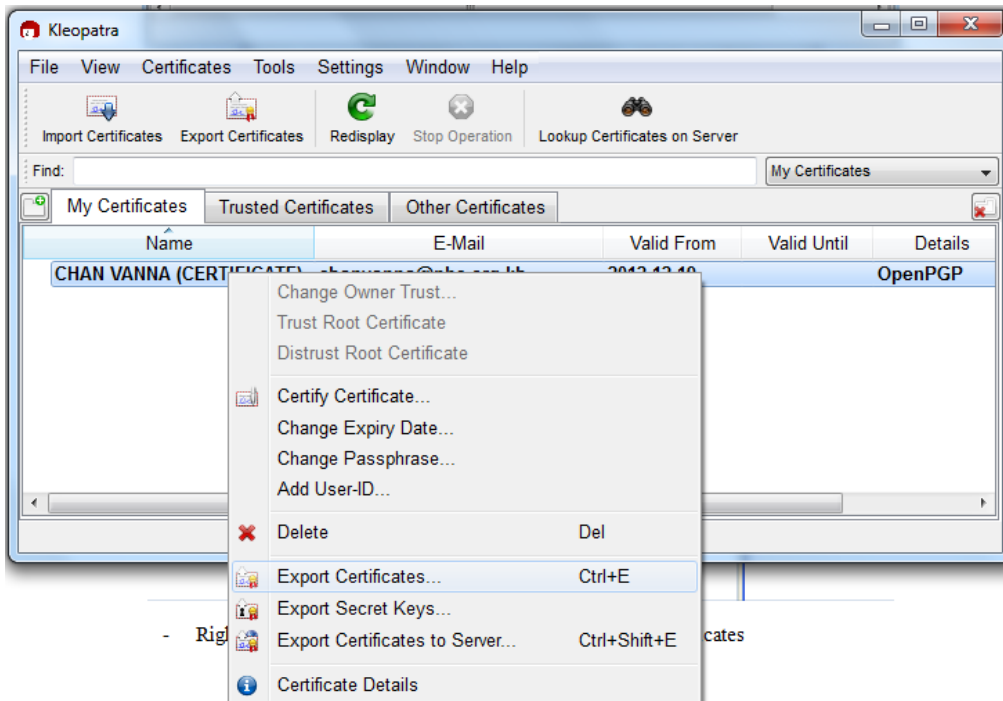 Kleopatra
File View Certificates Tools Settings Window Help
Import Certificates Export Certificates Redisplay Stop Operation Lookup Certificates on Server
Find: My Certificates
My Certificates Trusted Certificates Other Certificates
Name E-Mail Valid From Valid Until Details
CHAN VANNA (CERTIFICATE) OpenPGP
Change Owner Trust...
Trust Root Certificate
Distrust Root Certificate
Certify Certificate...
Change Expiry Date...
Change Passphrase...
Add User-ID...
Delete Del
Export Certificates... Ctrl+E
Export Secret Keys...
- Rig cates
Export Certificates to Server... Ctrl+Shift+E
Certificate Details